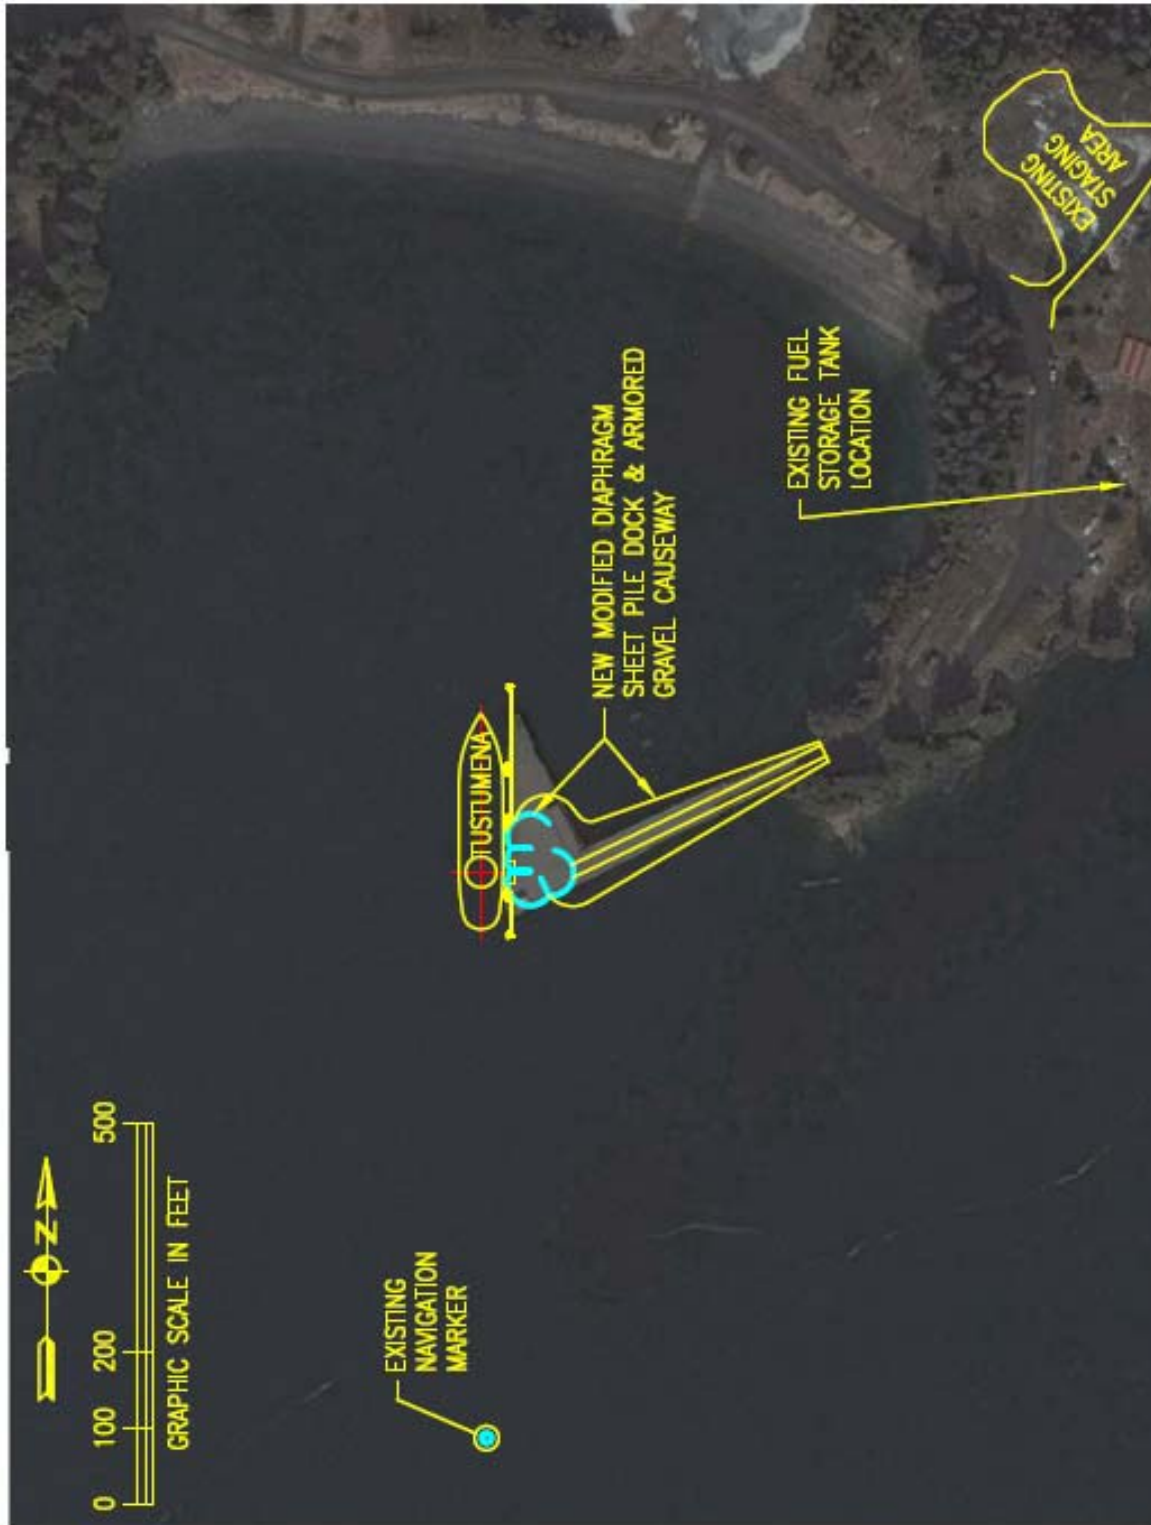 N
0 100 200 500
GRAPHIC SCALE IN FEET
EXISTING
NAVIGATION
MARKER
TUSTUMENA
NEW MODIFIED DIAPHRAGM
SHEET PILE DOCK & ARMORED
GRAVEL CAUSEWAY
EXISTING FUEL
STORAGE TANK
LOCATION
EXISTING
STAGING
AREA